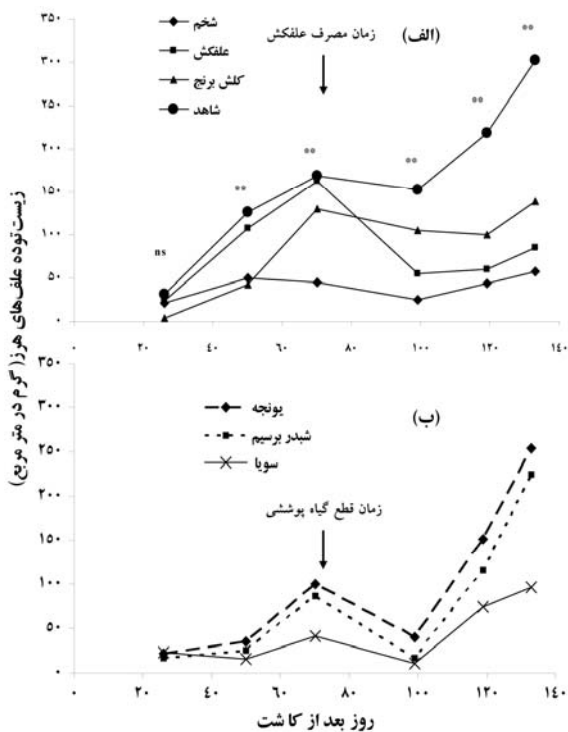 ۳۵۰
۳۰۰
۲۵۰
۲۰۰
۱۵۰
۱۰۰
۵۰
۰
شخم
علفکش
کلش برنج
شاهد
زمان مصرف علفکش
(الف)
ns
**
**
**
**
**
۰ ۲۰ ۴۰ ۶۰ ۸۰ ۱۰۰ ۱۲۰ ۱۴۰
زیست‌توده علف‌های هرز( گرم در متر مربع)
۳۵۰
۳۰۰
۲۵۰
۲۰۰
۱۵۰
۱۰۰
۵۰
۰
یونجه
شبدر برسیم
سویا
(ب)
زمان قطع گیاه پوششی
۰ ۲۰ ۴۰ ۶۰ ۸۰ ۱۰۰ ۱۲۰ ۱۴۰
روز بعد از کاشت